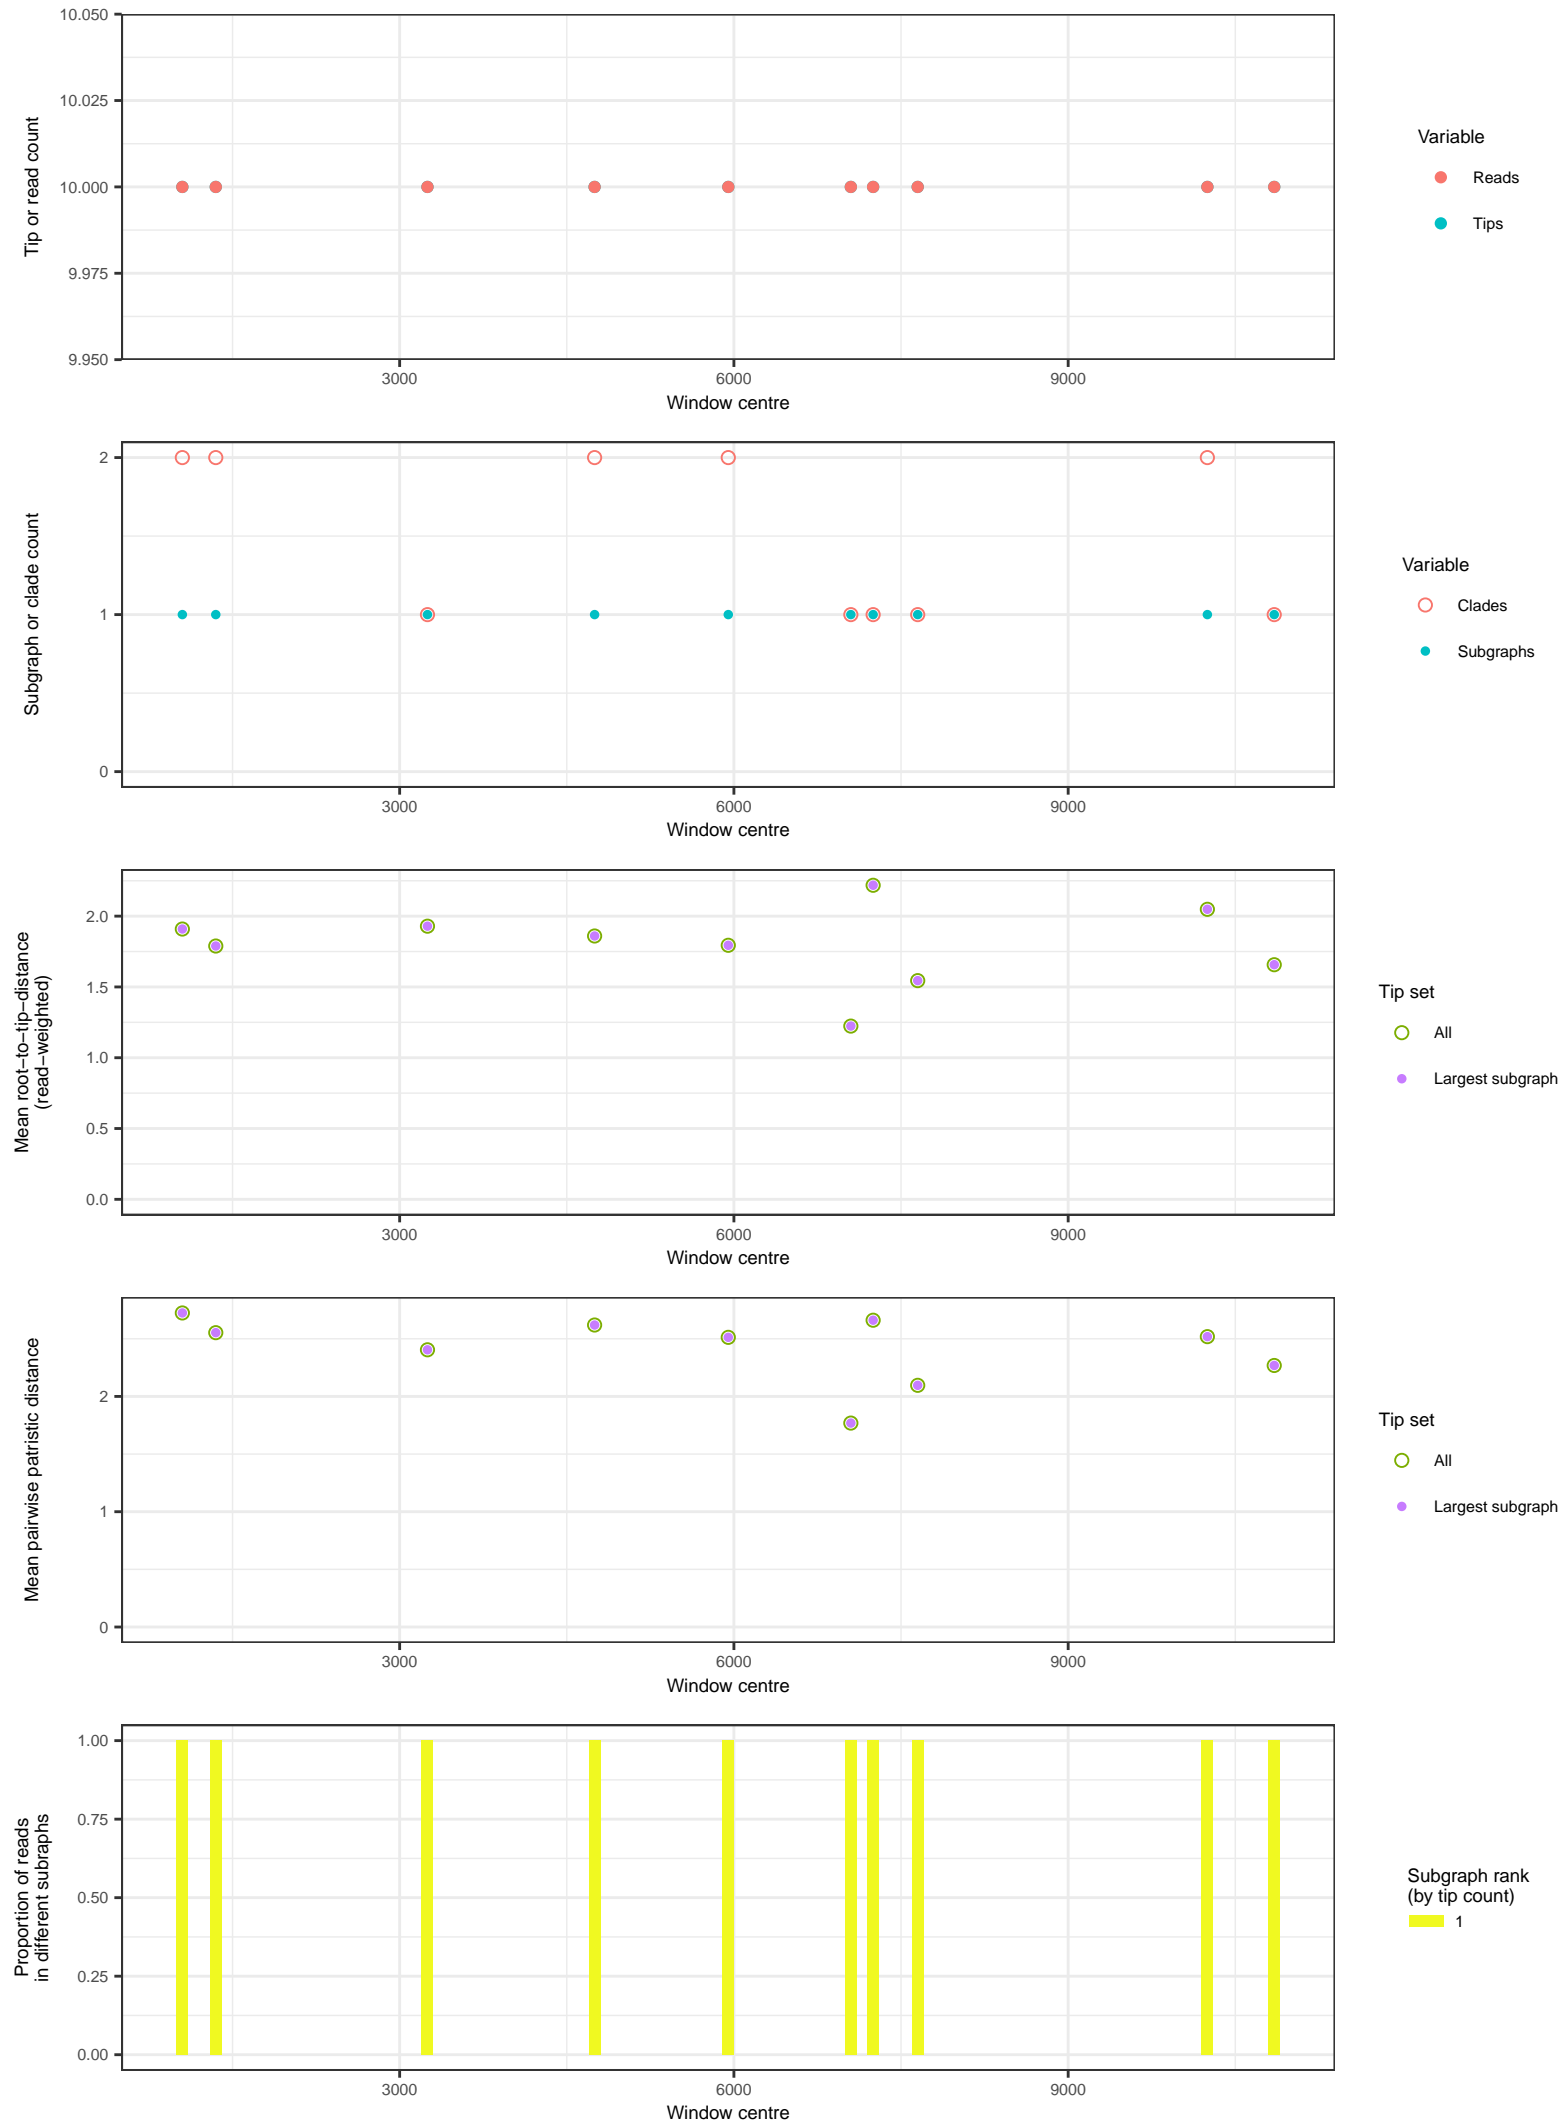 10.050
10.025
10.000
9.975
9.950
Tip or read count
3000
6000
9000
Window centre
Variable
Reads
Tips
2
1
0
Subgraph or clade count
3000
6000
9000
Window centre
Variable
Clades
Subgraphs
2.0
1.5
1.0
0.5
0.0
Mean root−to−tip−distance
(read−weighted)
3000
6000
9000
Window centre
Tip set
All
Largest subgraph
2
1
0
Mean pairwise patristic distance
3000
6000
9000
Window centre
Tip set
All
Largest subgraph
1.00
0.75
0.50
0.25
0.00
Proportion of reads
in different subraphs
3000
6000
9000
Window centre
Subgraph rank
(by tip count)
1